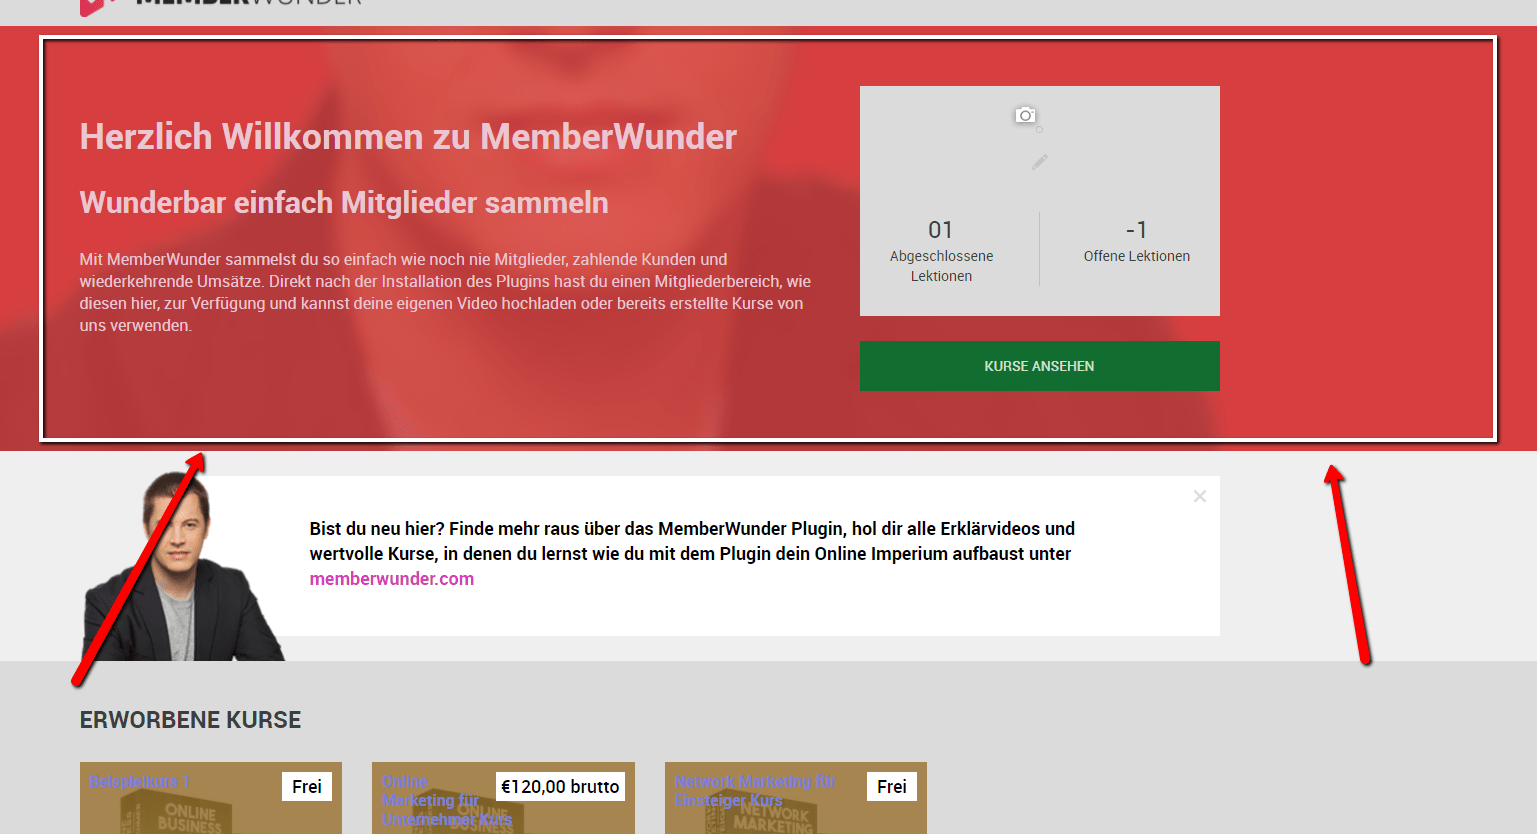 MEMBERWUNDER
Herzlich Willkommen zu MemberWunder
Wunderbar einfach Mitglieder sammeln
Mit MemberWunder sammelst du so einfach wie noch nie Mitglieder, zahlende Kunden und
wiederkehrende Umsätze. Direkt nach der Installation des Plugins hast du einen Mitgliederbereich, wie
diesen hier, zur Verfügung und kannst deine eigenen Video hochladen oder bereits erstellte Kurse von
uns verwenden.
01
Abgeschlossene
Lektionen
-1
Offene Lektionen
KURSE ANSEHEN
Bist du neu hier? Finde mehr raus über das MemberWunder Plugin, hol dir alle Erklärvideos und
wertvolle Kurse, in denen du lernst wie du mit dem Plugin dein Online Imperium aufbaust unter
memberwunder.com
ERWORBENE KURSE
Beispielkurs 1
Frei
ONLINE
BUSINESS
Online
Marketing für
Unternehmer Kurs
€120,00 brutto
ONLINE
BUSINESS
Network Marketing für
Einsteiger Kurs
Frei
NETWORK
MARKETING